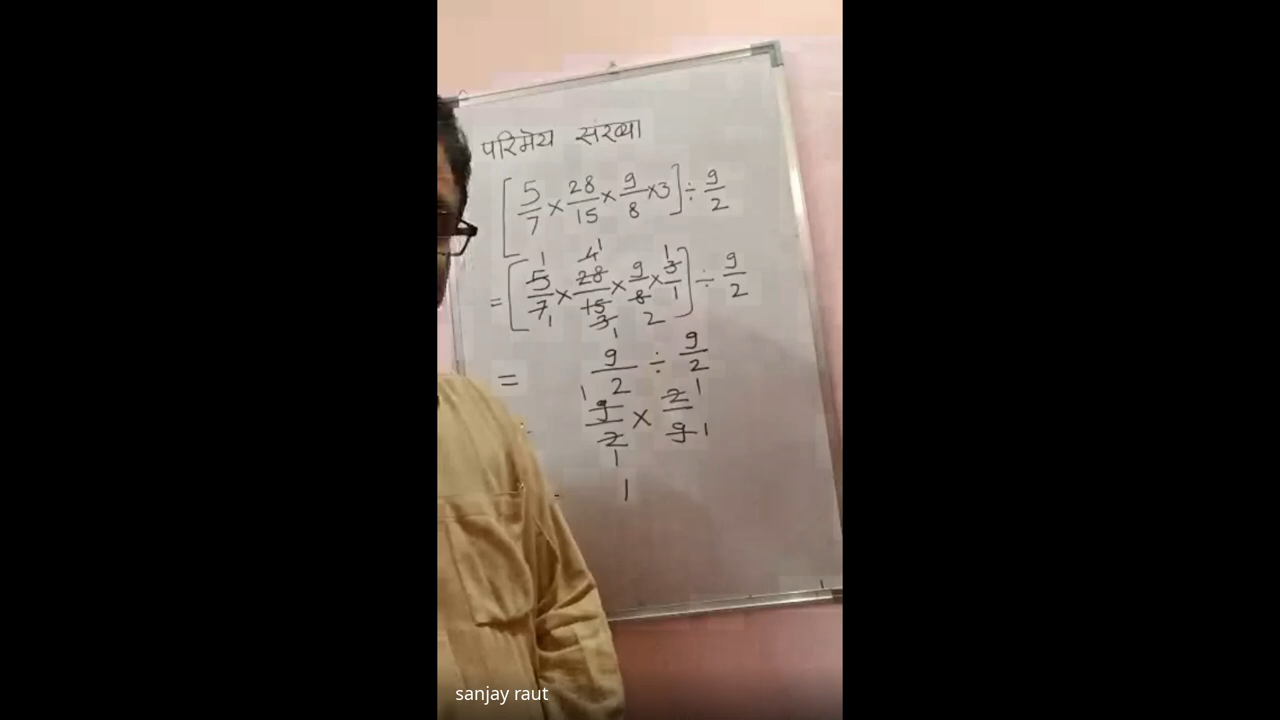 परिमेय संख्या
[5/7 × 28/15 × 9/8 × 3] ÷ 9/2
= [5/7 × 28/15 × 9/8 × 3/1] ÷ 9/2
= 9/2 ÷ 9/2
9/2 × 2/9
1
sanjay raut